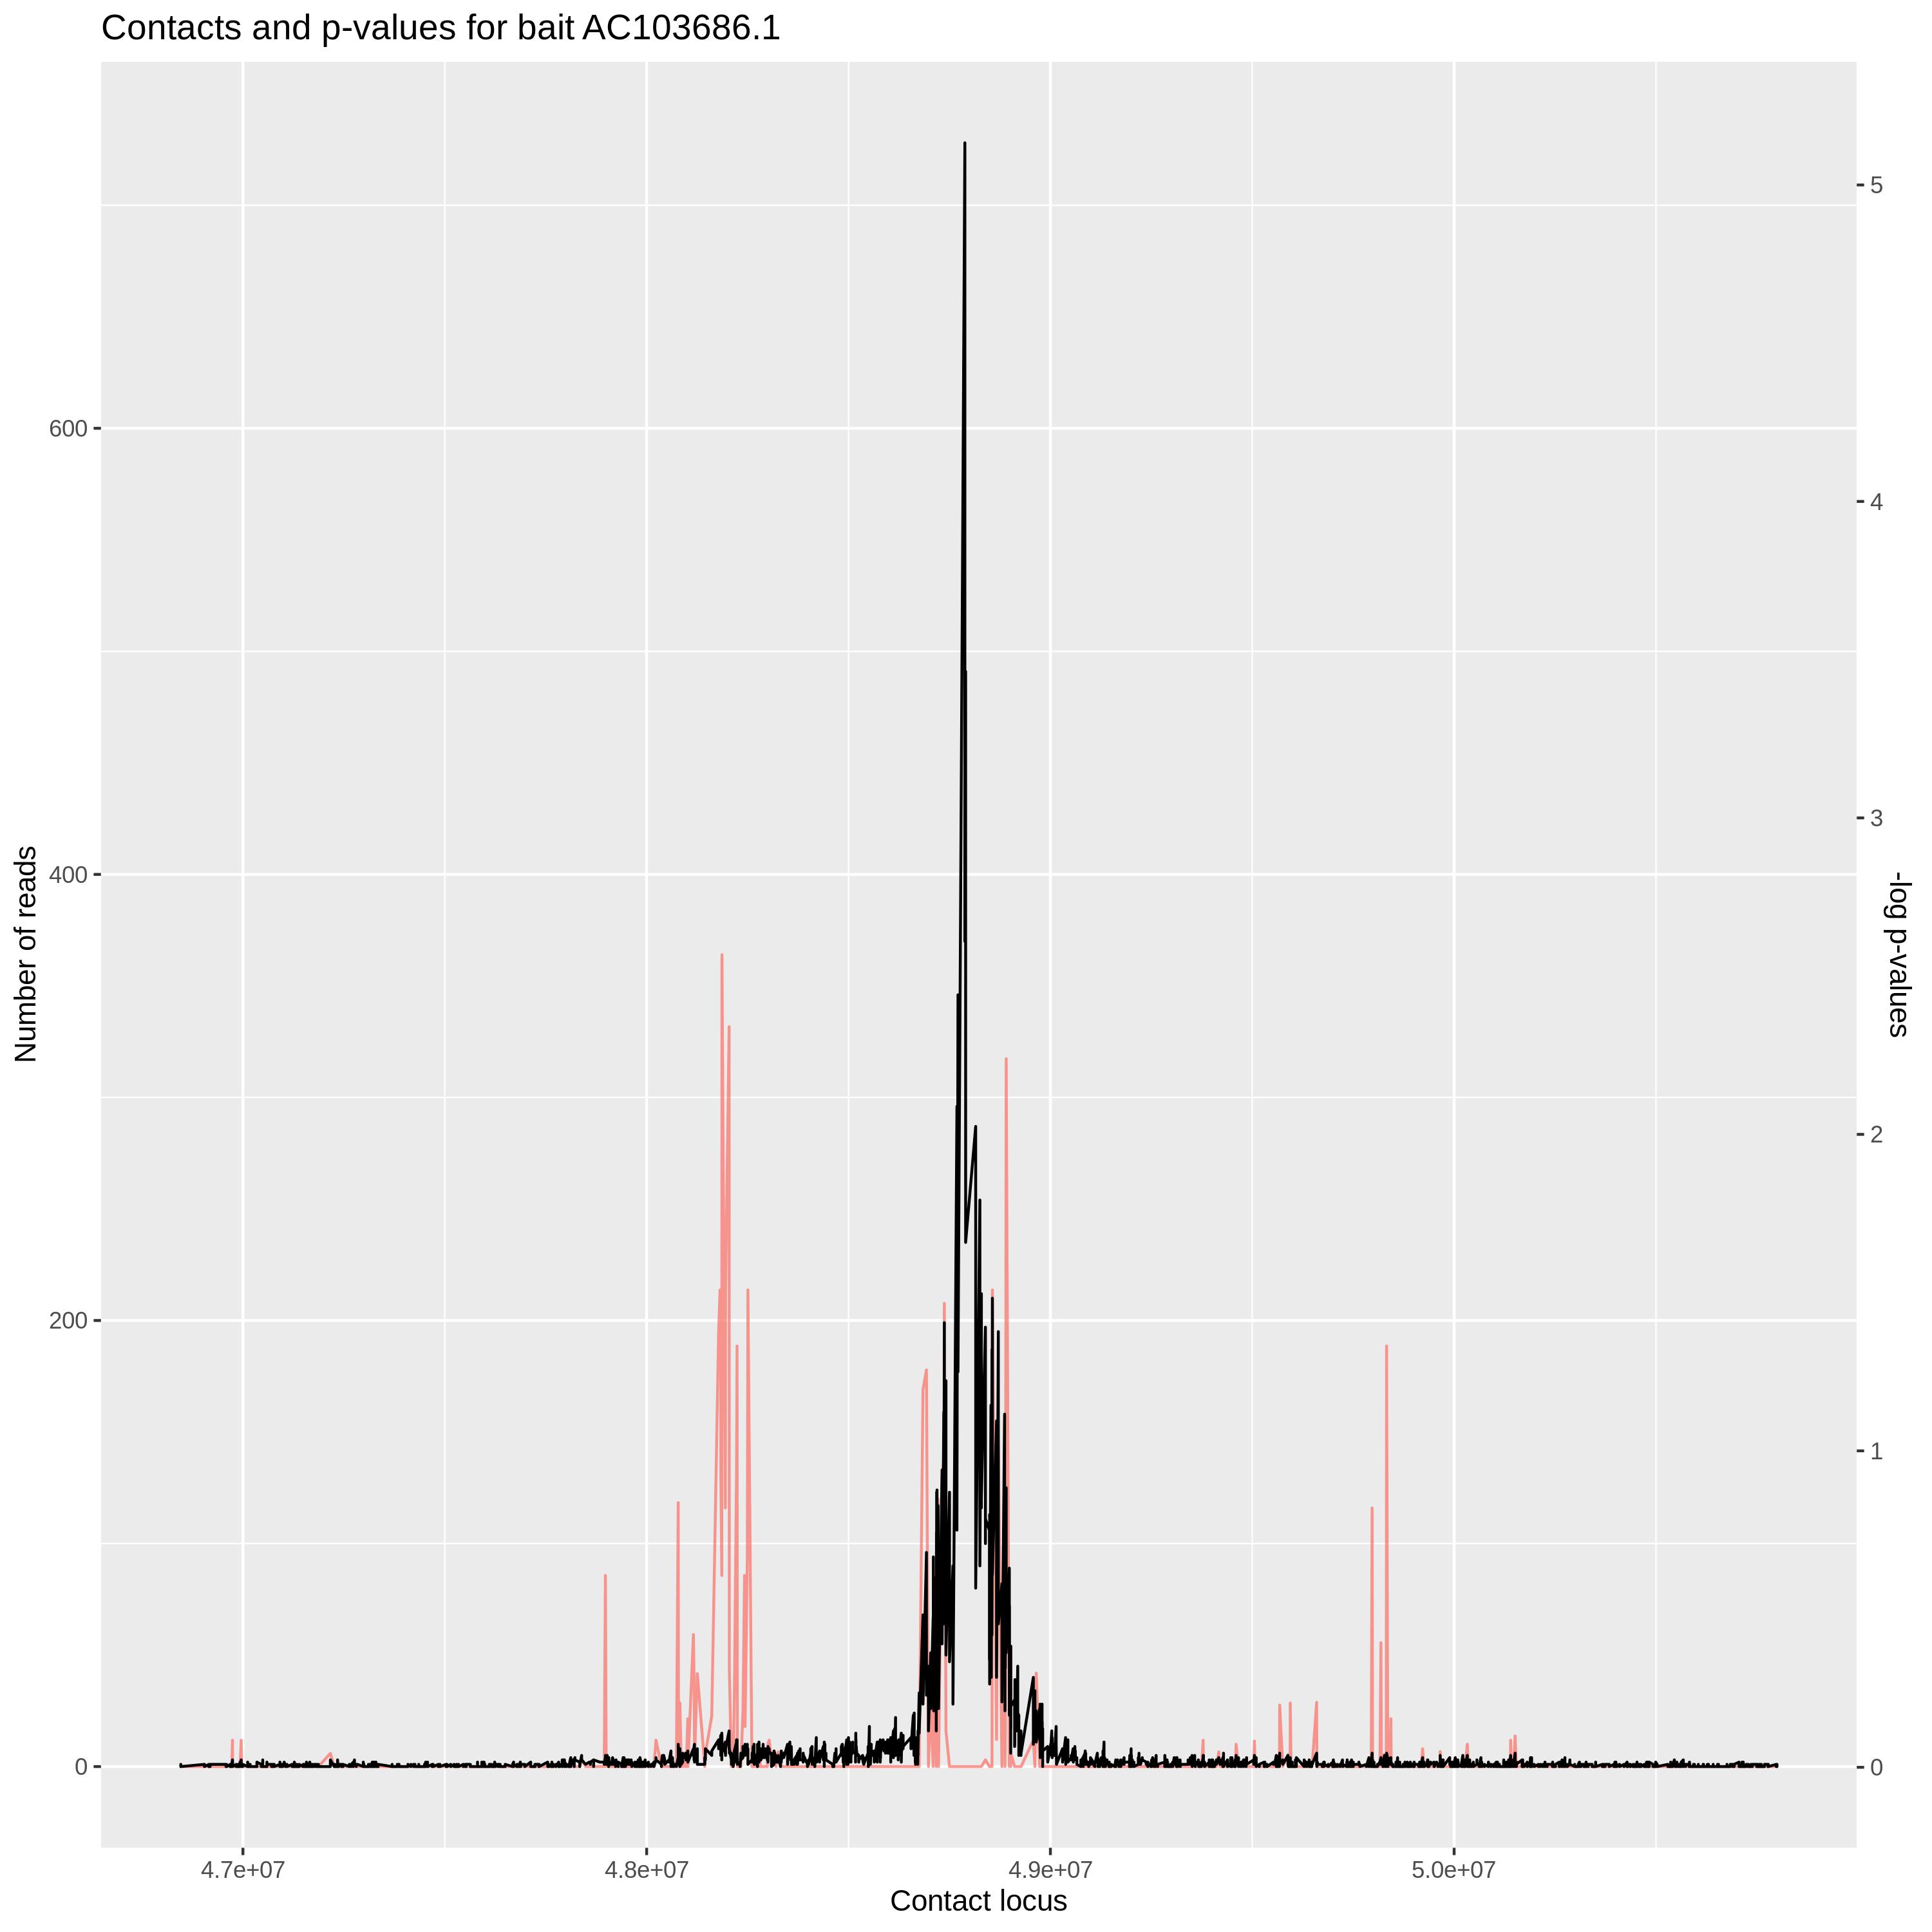 Contacts and p-values for bait AC103686.1
Number of reads
600
400
200
0
5
4
3
2
1
0
-log p-values
4.7e+07 4.8e+07 4.9e+07 5.0e+07
Contact locus